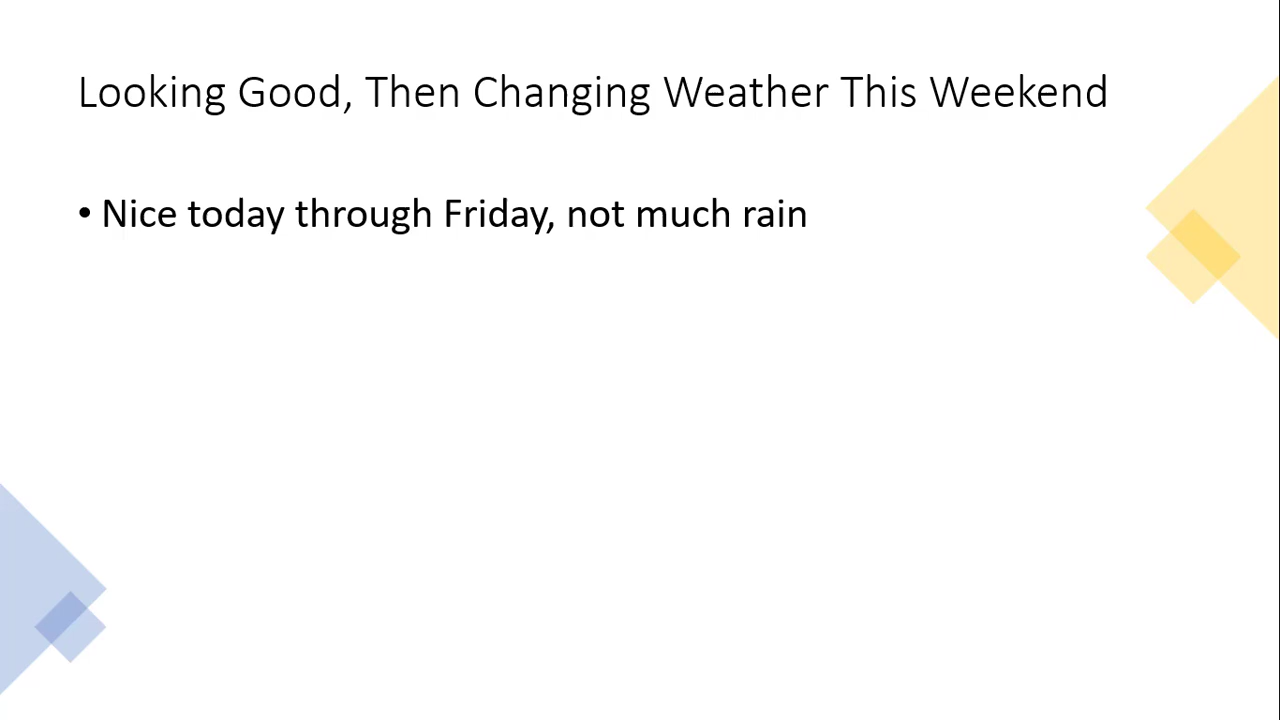 Looking Good, Then Changing Weather This Weekend
• Nice today through Friday, not much rain